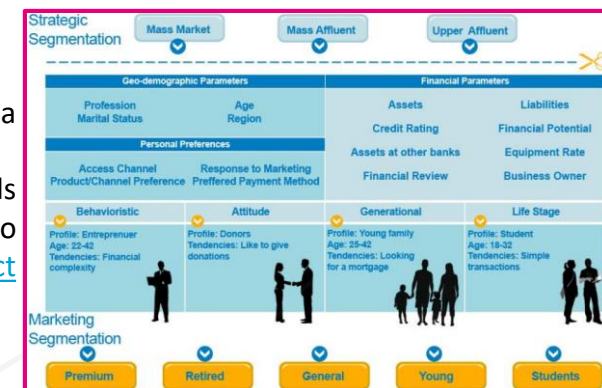 a
ls
o
ct
Strategic
Segmentation
Mass Market
Mass Affluent
Upper Affluent
Geo-demographic Parameters
Financial Parameters
Profession
Age
Marital Status
Region
Personal Preferences
Access Channel
Response to Marketing
Product/Channel Preference
Preffered Payment Method
Assets
Liabilities
Credit Rating
Financial Potential
Assets at other banks
Equipment Rate
Financial Review
Business Owner
Behavioristic
Attitude
Generational
Life Stage
Profile: Entreprenuer
Age: 22-42
Tendencies: Financial
complexity
Profile: Donors
Tendencies: Like to give
donations
Profile: Young family
Age: 25-42
Tendencies: Looking
for a mortgage
Profile: Student
Age: 18-32
Tendencies: Simple
transactions
Marketing
Segmentation
Premium
Retired
General
Young
Students